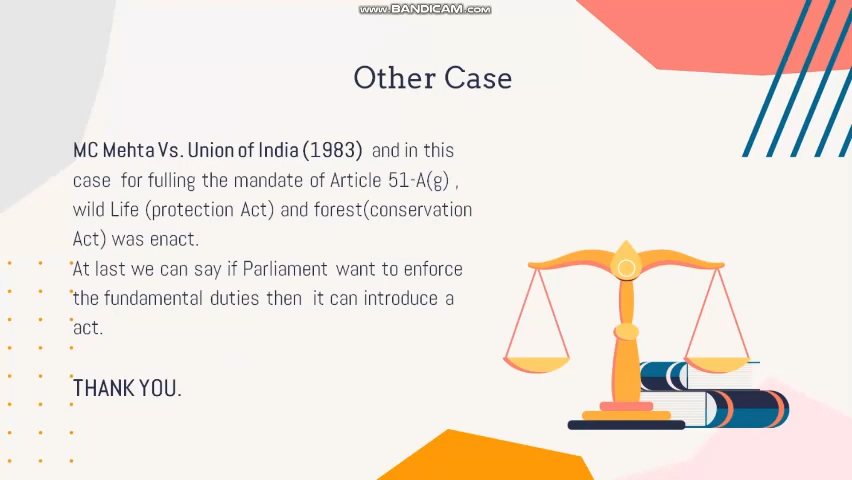 www.BANDICAM.com
Other Case
MC Mehta Vs. Union of India (1983) and in this
case for fulling the mandate of Article 51-A(g) ,
wild Life (protection Act) and forest(conservation
Act) was enact.
At last we can say if Parliament want to enforce
the fundamental duties then it can introduce a
act.
THANK YOU.